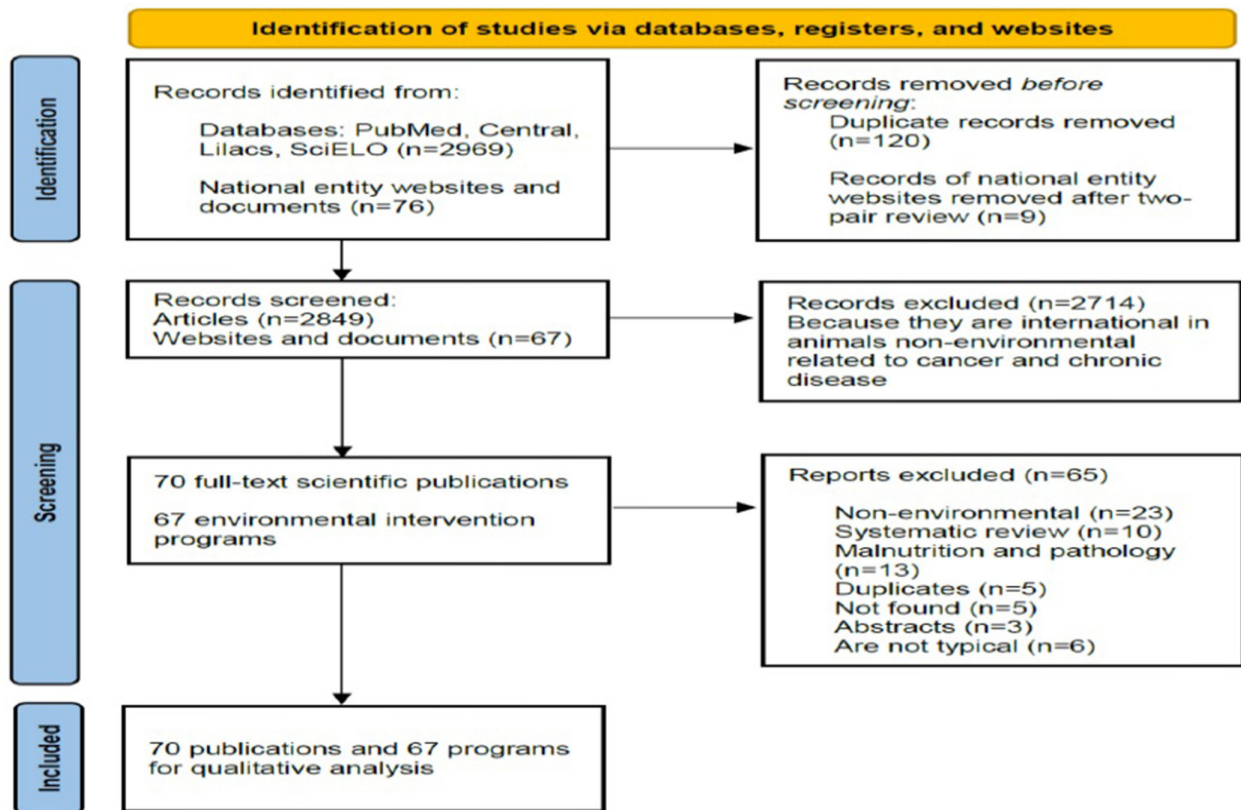 Identification of studies via databases, registers, and websites
Identification
Records identified from:
Databases: PubMed, Central,
Lilacs, SciELO (n=2969)
National entity websites and
documents (n=76)
Records removed before
screening:
Duplicate records removed
(n=120)
Records of national entity
websites removed after two-
pair review (n=9)
Screening
Records screened:
Articles (n=2849)
Websites and documents (n=67)
Records excluded (n=2714)
Because they are international in
animals non-environmental
related to cancer and chronic
disease
70 full-text scientific publications
67 environmental intervention
programs
Reports excluded (n=65)
Non-environmental (n=23)
Systematic review (n=10)
Malnutrition and pathology
(n=13)
Duplicates (n=5)
Not found (n=5)
Abstracts (n=3)
Are not typical (n=6)
Included
70 publications and 67 programs
for qualitative analysis